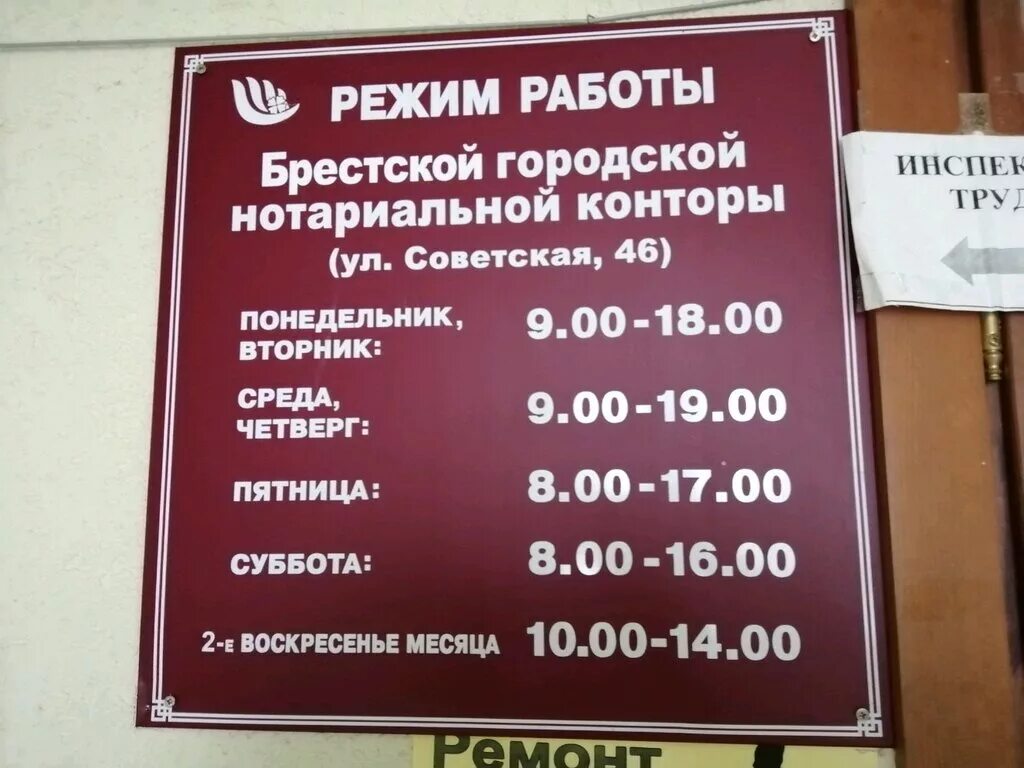 РЕЖИМ РАБОТЫ
Брестской городской
нотариальной конторы
(ул. Советская, 46)
ПОНЕДЕЛЬНИК,
ВТОРНИК: 9.00-18.00
СРЕДА,
ЧЕТВЕРГ: 9.00-19.00
ПЯТНИЦА: 8.00-17.00
СУББОТА: 8.00-16.00
2-е ВОСКРЕСЕНЬЕ МЕСЯЦА 10.00-14.00
Ремонт